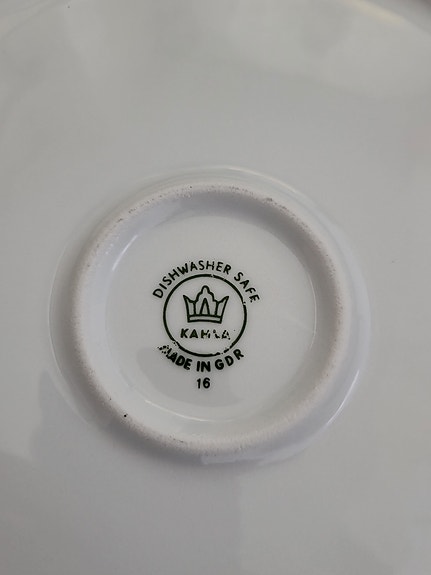 DISHWASHER SAFE
KAHLA
MADE IN GDR
16